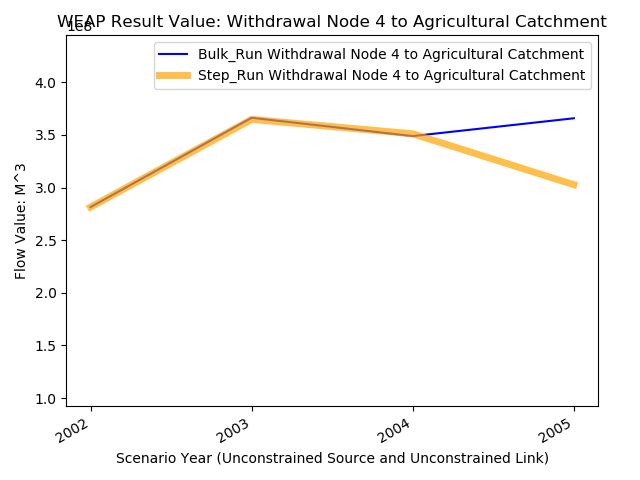 WEAP Result Value: Withdrawal Node 4 to Agricultural Catchment
1e8
Bulk_Run Withdrawal Node 4 to Agricultural Catchment
Step_Run Withdrawal Node 4 to Agricultural Catchment
4.0
3.5
3.0
2.5
2.0
1.5
1.0
Flow Value: M^3
2002
2003
2004
2005
Scenario Year (Unconstrained Source and Unconstrained Link)